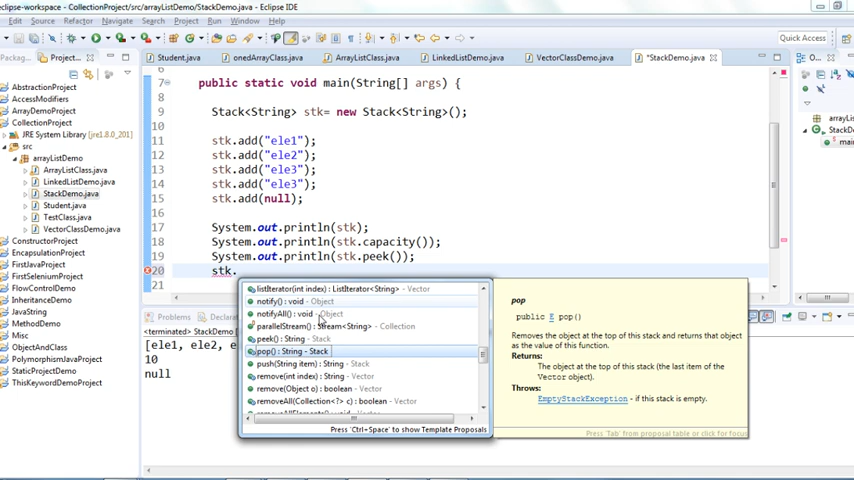 eclipse-workspace - CollectionProject/src/arrayListDemo/StackDemo.java - Eclipse IDE
Edit Source Refactor Navigate Search Project Run Window Help
Quick Access
Packag... Project...
Student.java onedArrayClass.java ArrayListClass.java LinkedListDemo.java VectorClassDemo.java *StackDemo.java
O...
AbstractionProject
AccessModifiers
ArrayDemoProject
CollectionProject
JRE System Library [jre1.8.0_201]
src
arrayListDemo
ArrayListClass.java
LinkedListDemo.java
StackDemo.java
Student.java
TestClass.java
VectorClassDemo.java
ConstructorProject
EncapsulationProject
FirstJavaProject
FirstSeleniumProject
FlowControlDemo
InheritanceDemo
JavaString
MethodDemo
Misc
ObjectAndClass
PolymorphismJavaProject
StaticProjectDemo
ThisKeywordDemo
6
7 public static void main(String[] args) {
8
9 Stack<String> stk= new Stack<String>();
10
11 stk.add("ele1");
12 stk.add("ele2");
13 stk.add("ele3");
14 stk.add("ele3");
15 stk.add(null);
16
17 System.out.println(stk);
18 System.out.println(stk.capacity());
19 System.out.println(stk.peek());
20 stk.
21
listIterator(int index) : ListIterator<String> - Vector
notify() : void - Object
notifyAll() : void - Object
parallelStream() : Stream<String> - Collection
peek() : String - Stack
pop() : String - Stack
push(String item) : String - Stack
remove(int index) : String - Vector
remove(Object o) : boolean - Vector
removeAll(Collection<?> c) : boolean - Vector
removeAllElements() : void - Vector
Press 'Ctrl+Space' to show Template Proposals
pop
public E pop()
Removes the object at the top of this stack and returns that object
as the value of this function.
Returns:
The object at the top of this stack (the last item of
the Vector object).
Throws:
EmptyStackException - if this stack is empty.
Press 'Tab' from proposal table or click for focus
Problems
<terminated> StackDemo
[ele1, ele2, e
10
null
arrayLi
StackDe
mai